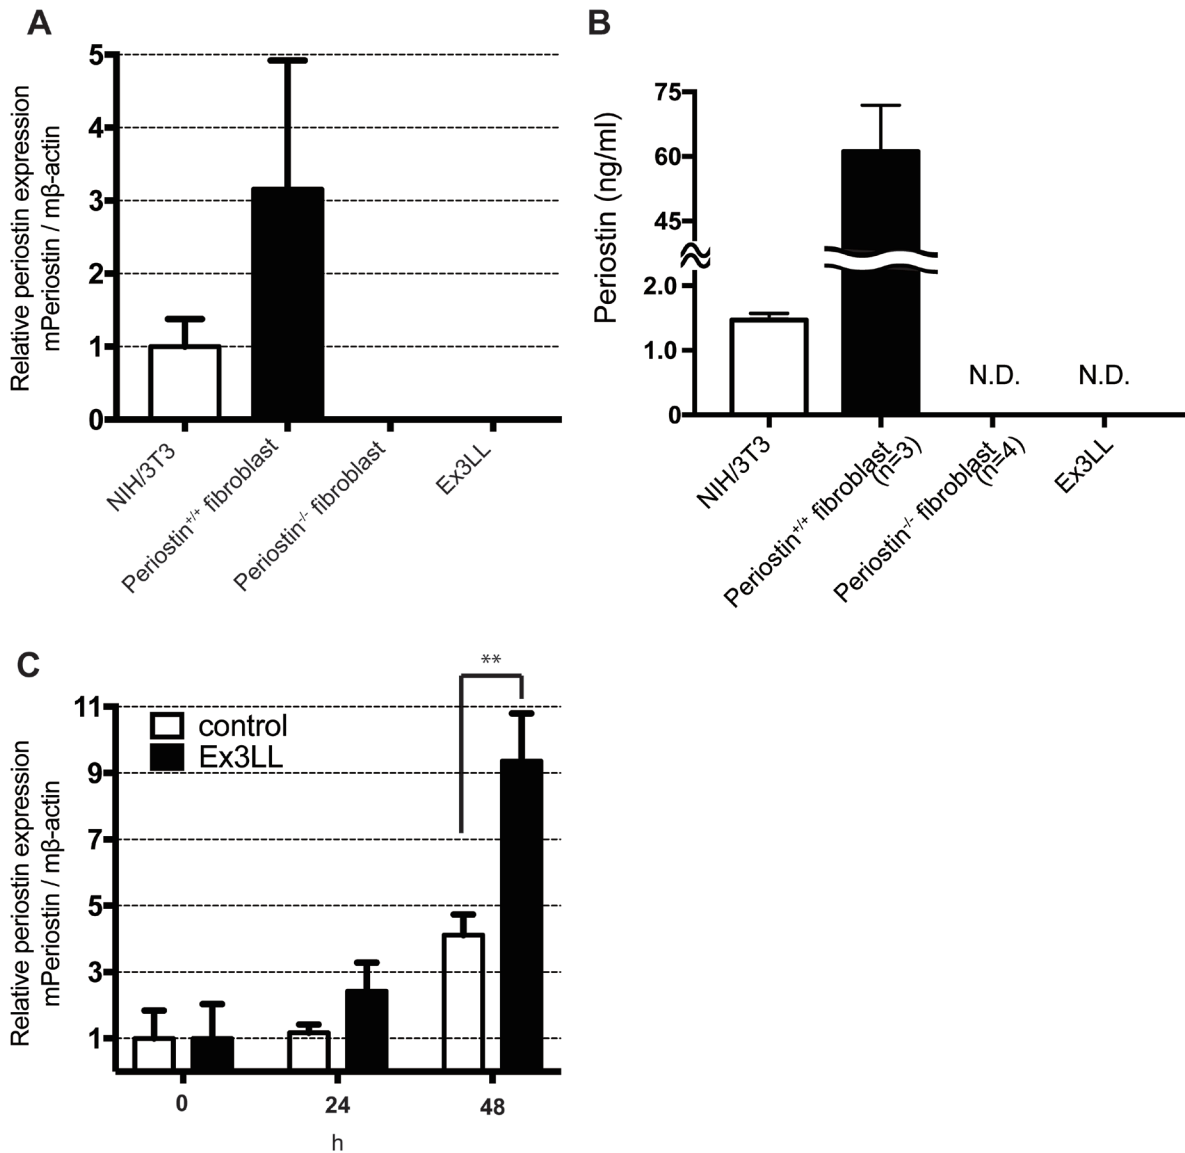 A
Relative periostin expression
mPeriostin / mβ-actin
5
4
3
2
1
0
NIH/3T3
Periostin+/+ fibroblast
Periostin-/- fibroblast
Ex3LL
B
Periostin (ng/ml)
75
60
45
2.0
1.0
0
N.D.
N.D.
NIH/3T3
Periostin+/+ fibroblast
(n=3)
Periostin-/- fibroblast
(n=4)
Ex3LL
C
Relative periostin expression
mPeriostin / mβ-actin
11
9
7
5
3
1
control
Ex3LL
**
0
24
48
h